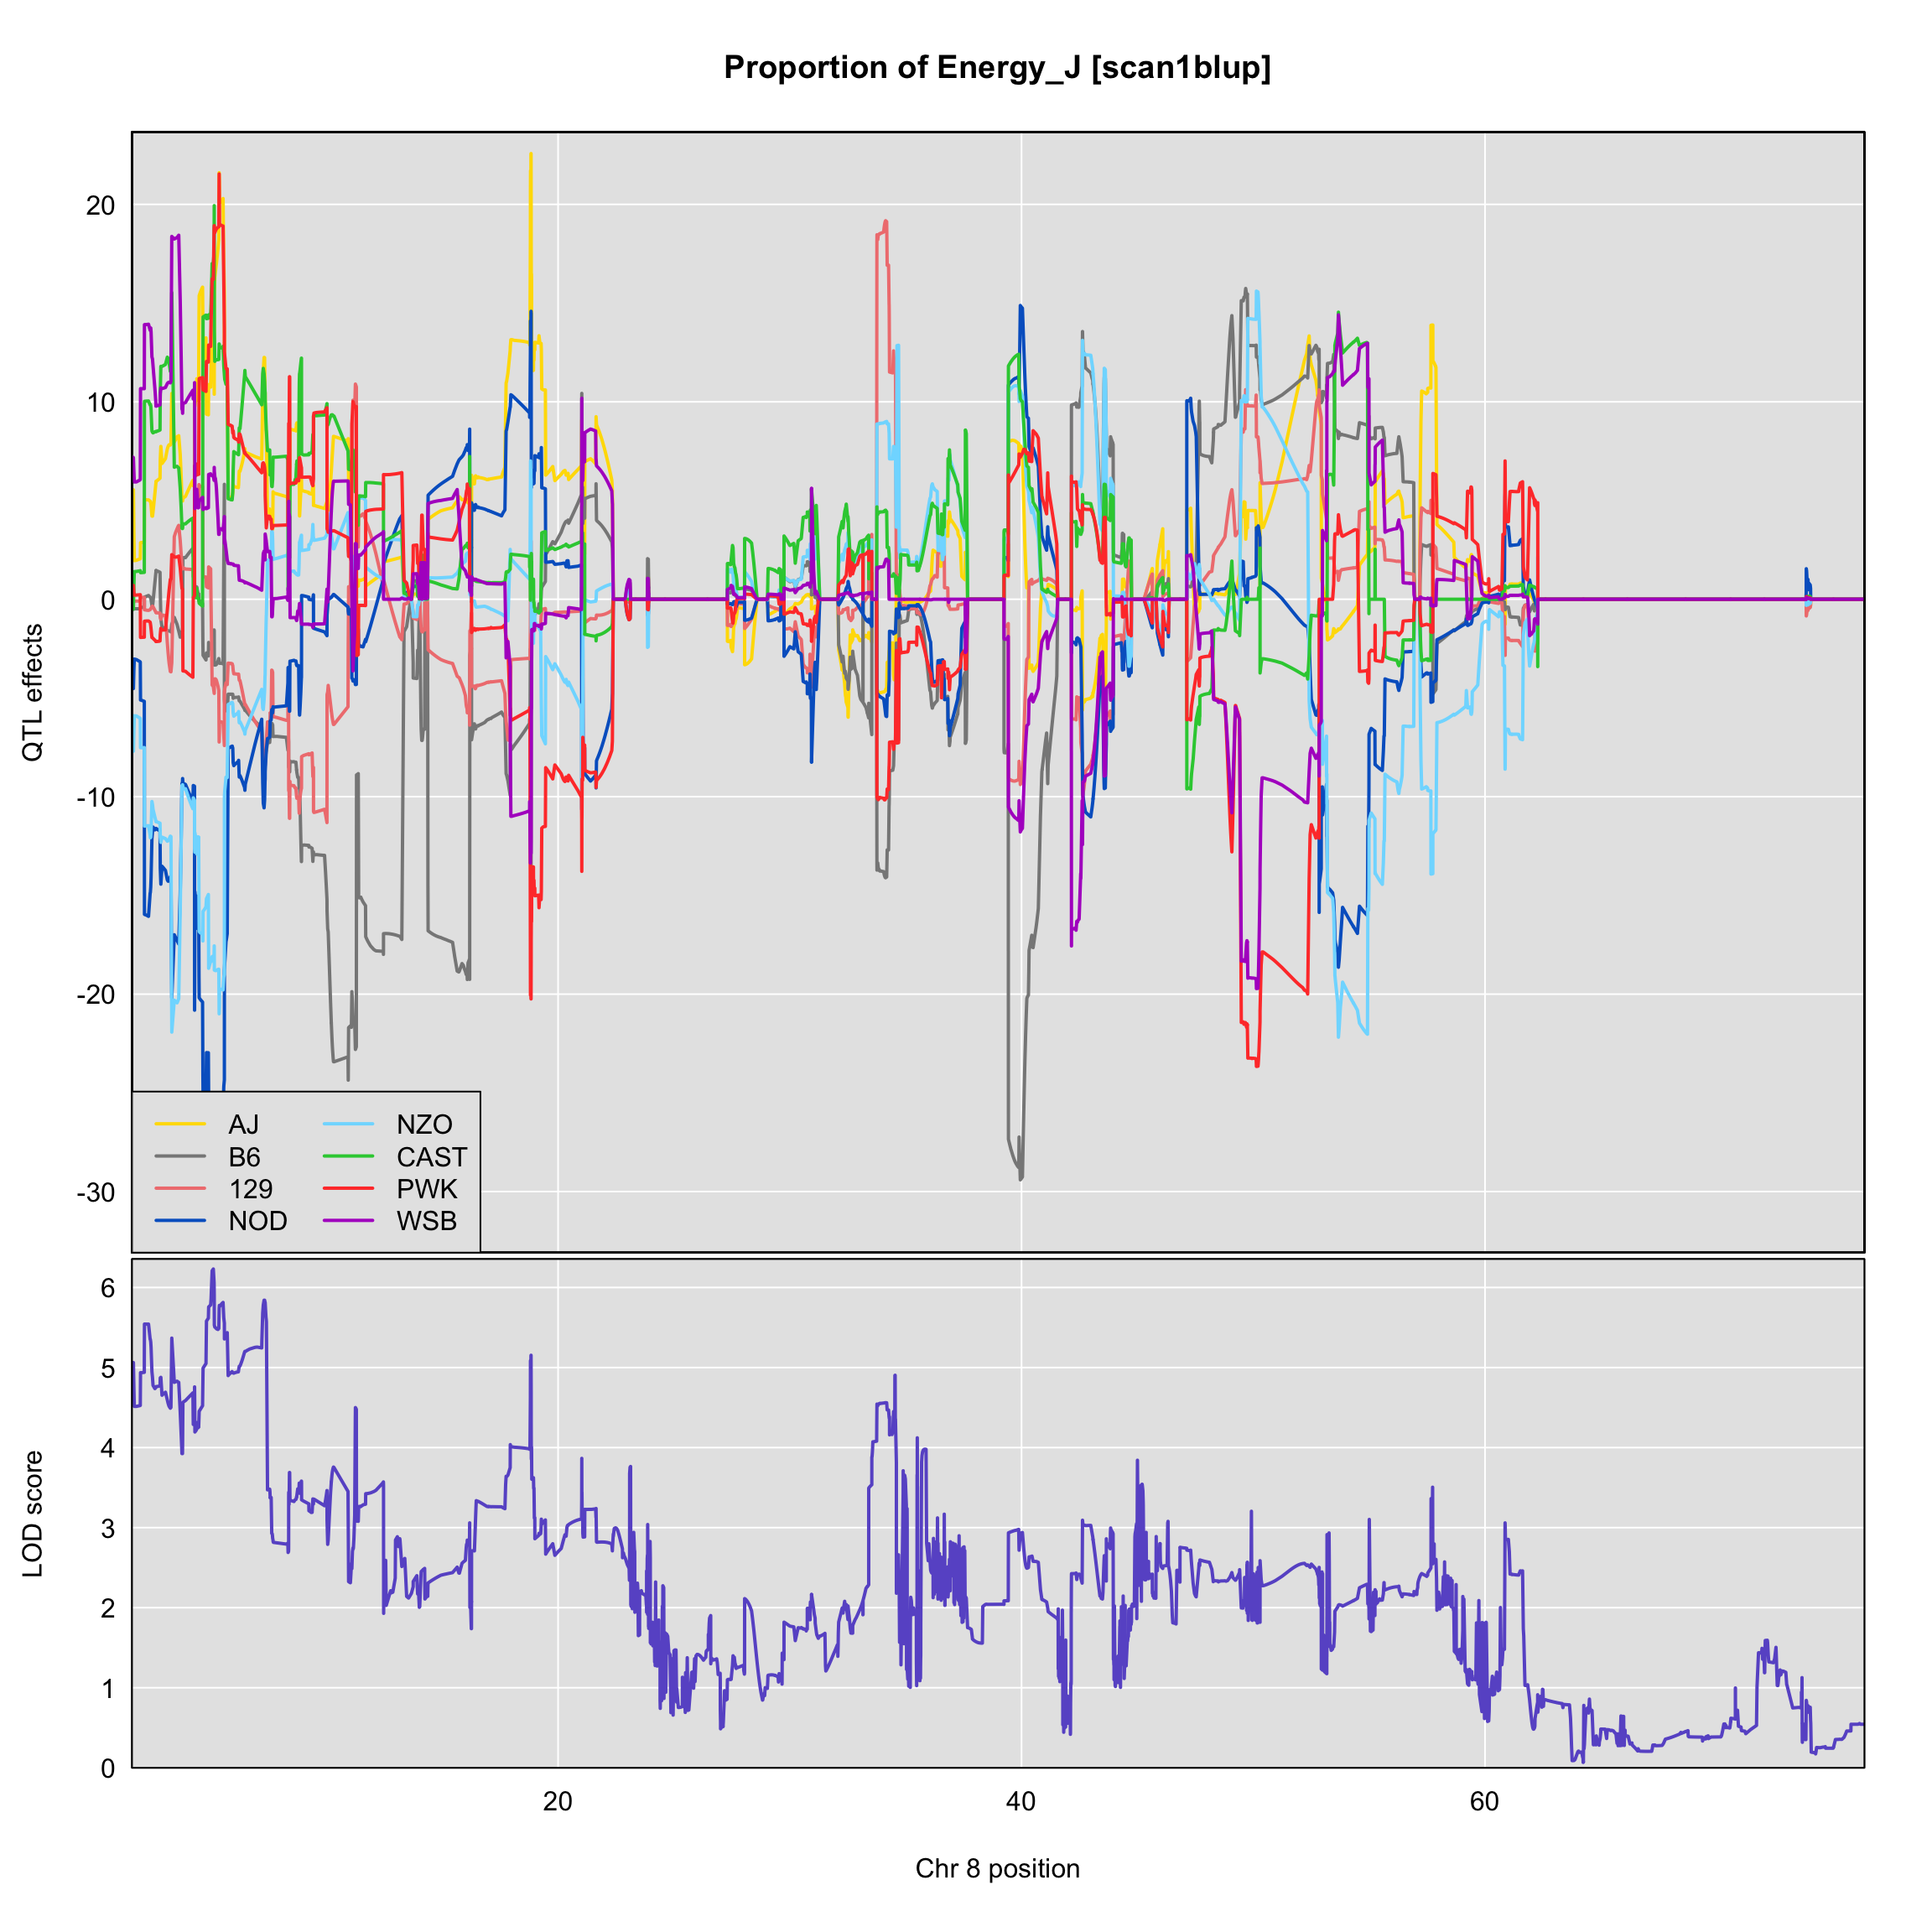 Proportion of Energy_J [scan1blup]
QTL effects
20
10
0
-10
-20
-30
AJ NZO
B6 CAST
129 PWK
NOD WSB
LOD score
6
5
4
3
2
1
0
20 40 60
Chr 8 position